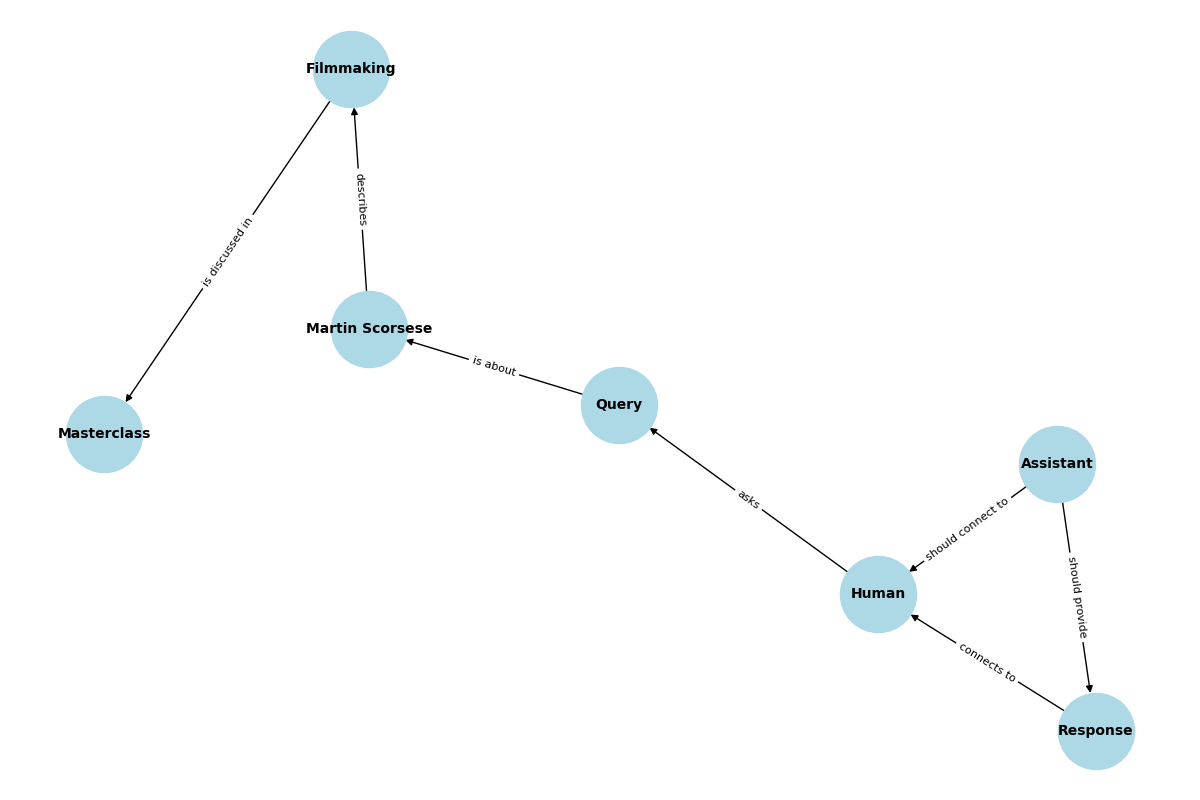 Filmmaking
describes
is discussed in
Martin Scorsese
is about
Query
Masterclass
Assistant
asks
should connect to
Human
should provide
connects to
Response